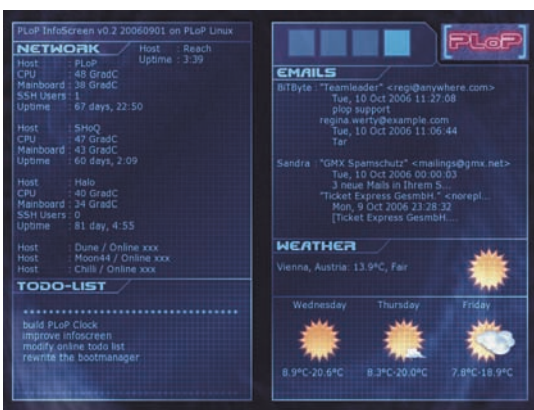 PLoP InfoScreen v0.2 20060901 on PLoP Linux
NETWORK
Host : Reach
Uptime : 3:39
Host : PLoP
CPU : 48 GradC
Mainboard : 38 GradC
SSH Users : 1
Uptime : 67 days, 22:50
Host : SHoQ
CPU : 47 GradC
Mainboard : 43 GradC
Uptime : 60 days, 2:09
Host : Halo
CPU : 40 GradC
Mainboard : 34 GradC
SSH Users : 0
Uptime : 81 day, 4:55
Host : Dune / Online xxx
Host : Moon44 / Online xxx
Host : Chilli / Online xxx
TODO-LIST
build PLoP Clock
improve infoscreen
modify online todo list
rewrite the bootmanager
PLoP
EMAILS
BiTByte : "Teamleader" <regi@anywhere.com>
Tue, 10 Oct 2006 11:27:08
plop support
regina.werty@example.com
Tue, 10 Oct 2006 11:06:44
Tar
Sandra : "GMX Spamschutz" <mailings@gmx.net>
Tue, 10 Oct 2006 00:00:03
3 neue Mails in Ihrem S...
"Ticket Express GesmbH." <norepl..
Mon, 9 Oct 2006 23:28:32
[Ticket Express GesmbH....
WEATHER
Vienna, Austria: 13.9ºC, Fair
Wednesday Thursday Friday
8.9ºC-20.6ºC 8.3ºC-20.0ºC 7.8ºC-18.9ºC